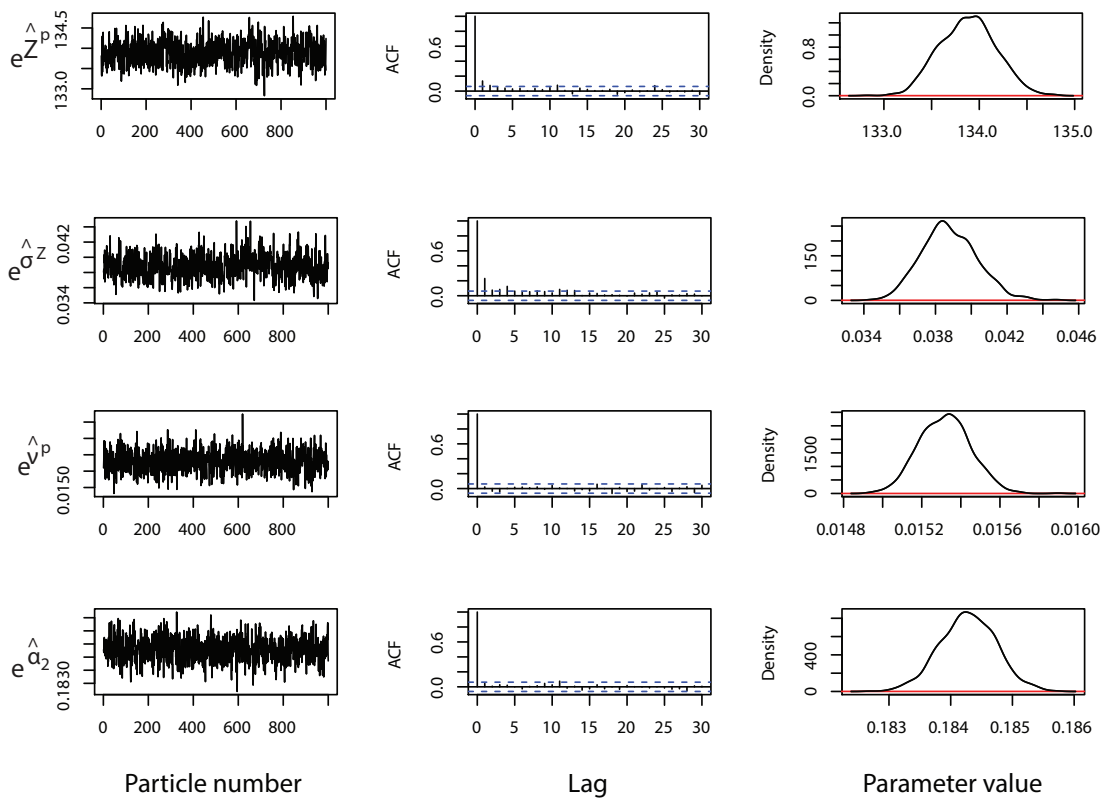 e^Ẑ^p
133.0 134.5
0 200 400 600 800
ACF
0.0 0.6
0 5 10 15 20 25 30
Density
0.0 0.8
133.0 134.0 135.0
e^σ̂^Z
0.034 0.042
0 200 400 600 800
ACF
0.0 0.6
0 5 10 15 20 25 30
0 150
0.034 0.038 0.042 0.046
e^ν̂^p
0.0150
0 200 400 600 800
ACF
0.0 0.6
0 5 10 15 20 25 30
Density
0 1500
0.0148 0.0152 0.0156 0.0160
e^α̂₂
0.1830
0 200 400 600 800
ACF
0.0 0.6
0 5 10 15 20 25 30
Density
0 400
0.183 0.184 0.185 0.186
Particle number Lag Parameter value